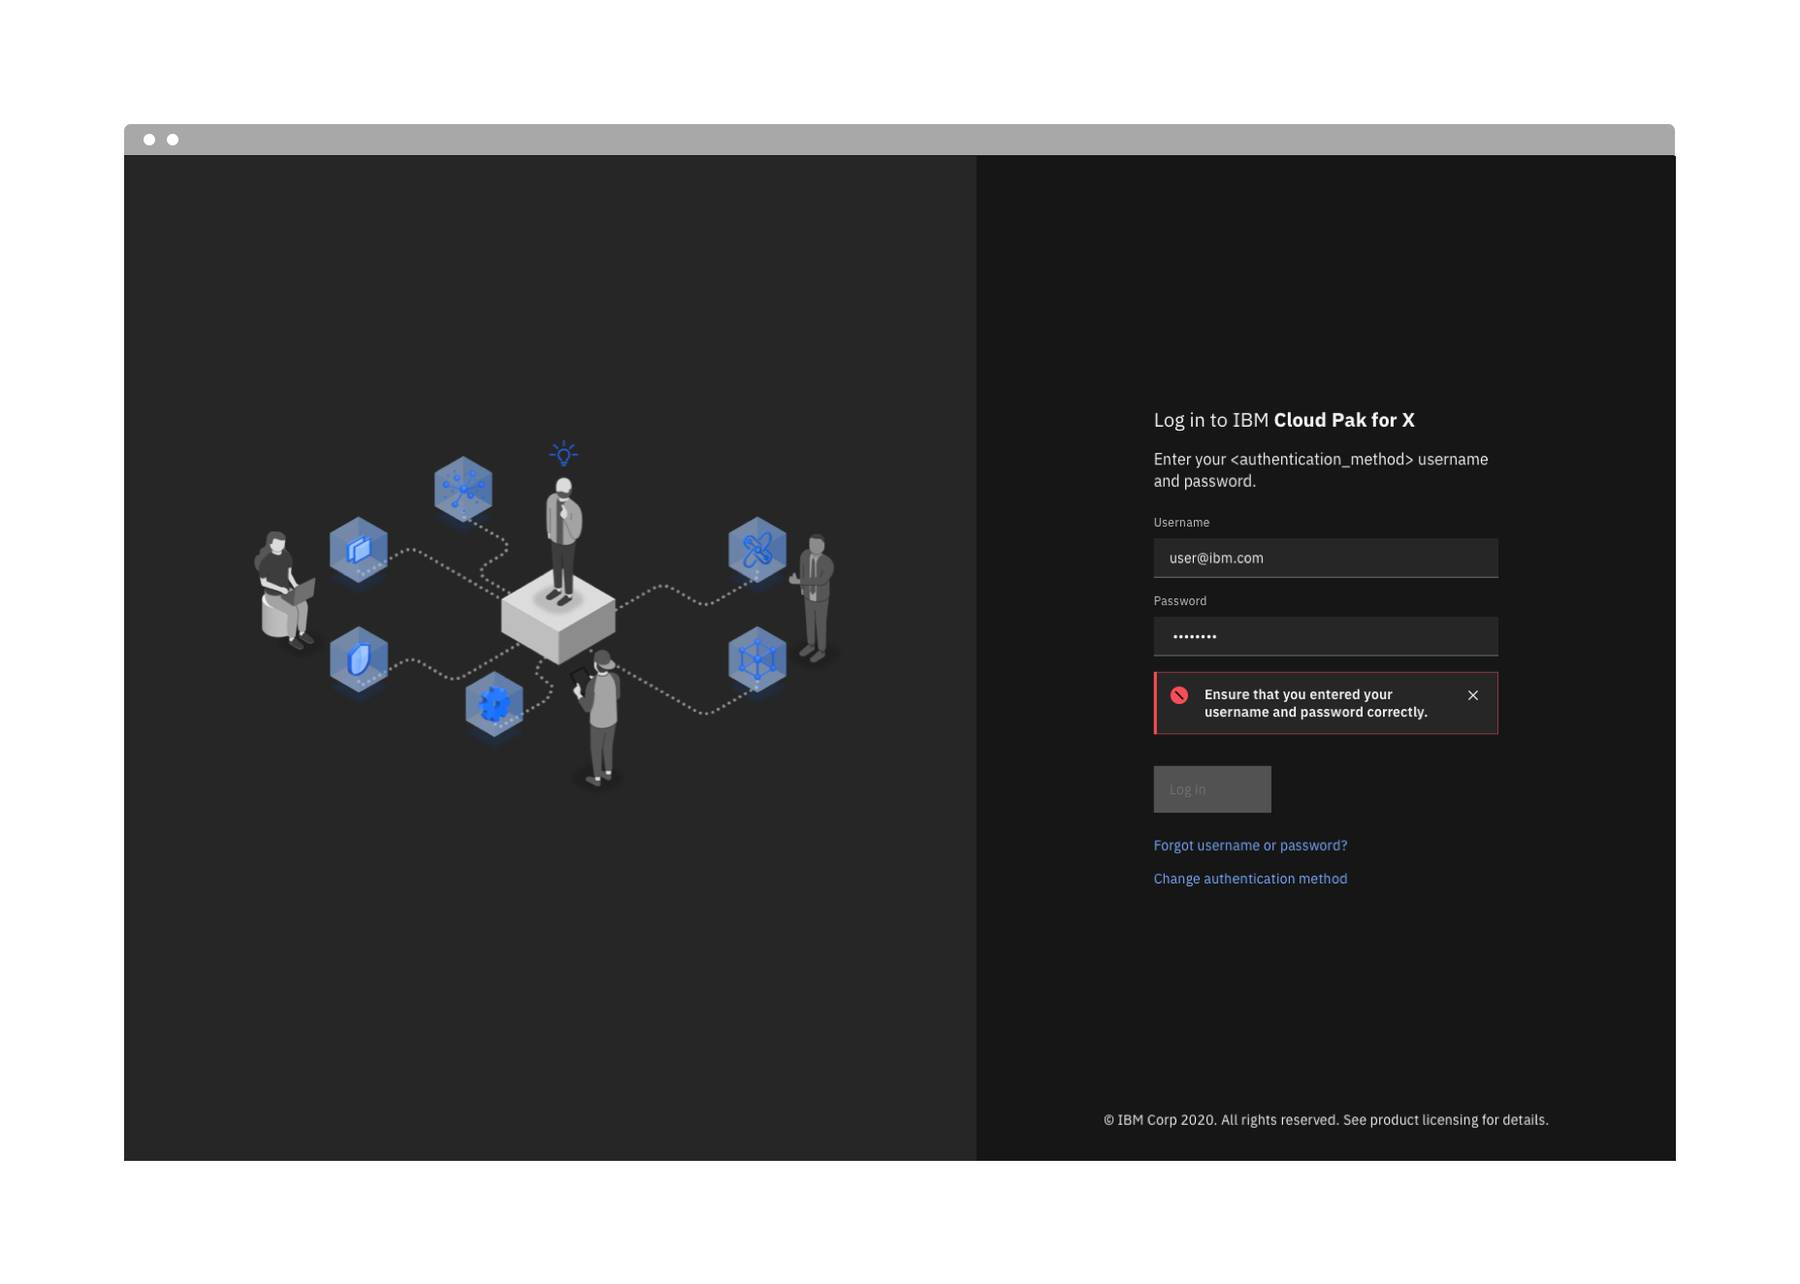 Log in to IBM Cloud Pak for X
Enter your <authentication_method> username
and password.
Username
user@ibm.com
Password
••••••••
Ensure that you entered your
username and password correctly.
Log in
Forgot username or password?
Change authentication method
© IBM Corp 2020. All rights reserved. See product licensing for details.